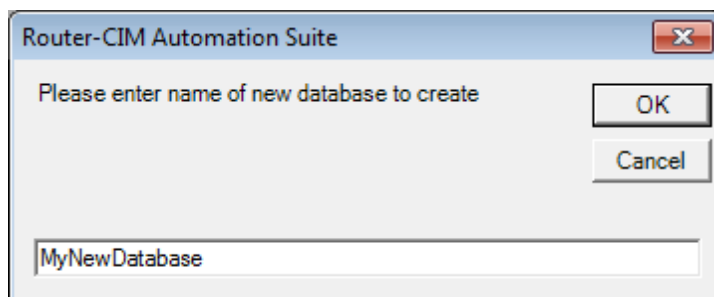 Router-CIM Automation Suite
Please enter name of new database to create
OK
Cancel
MyNewDatabase